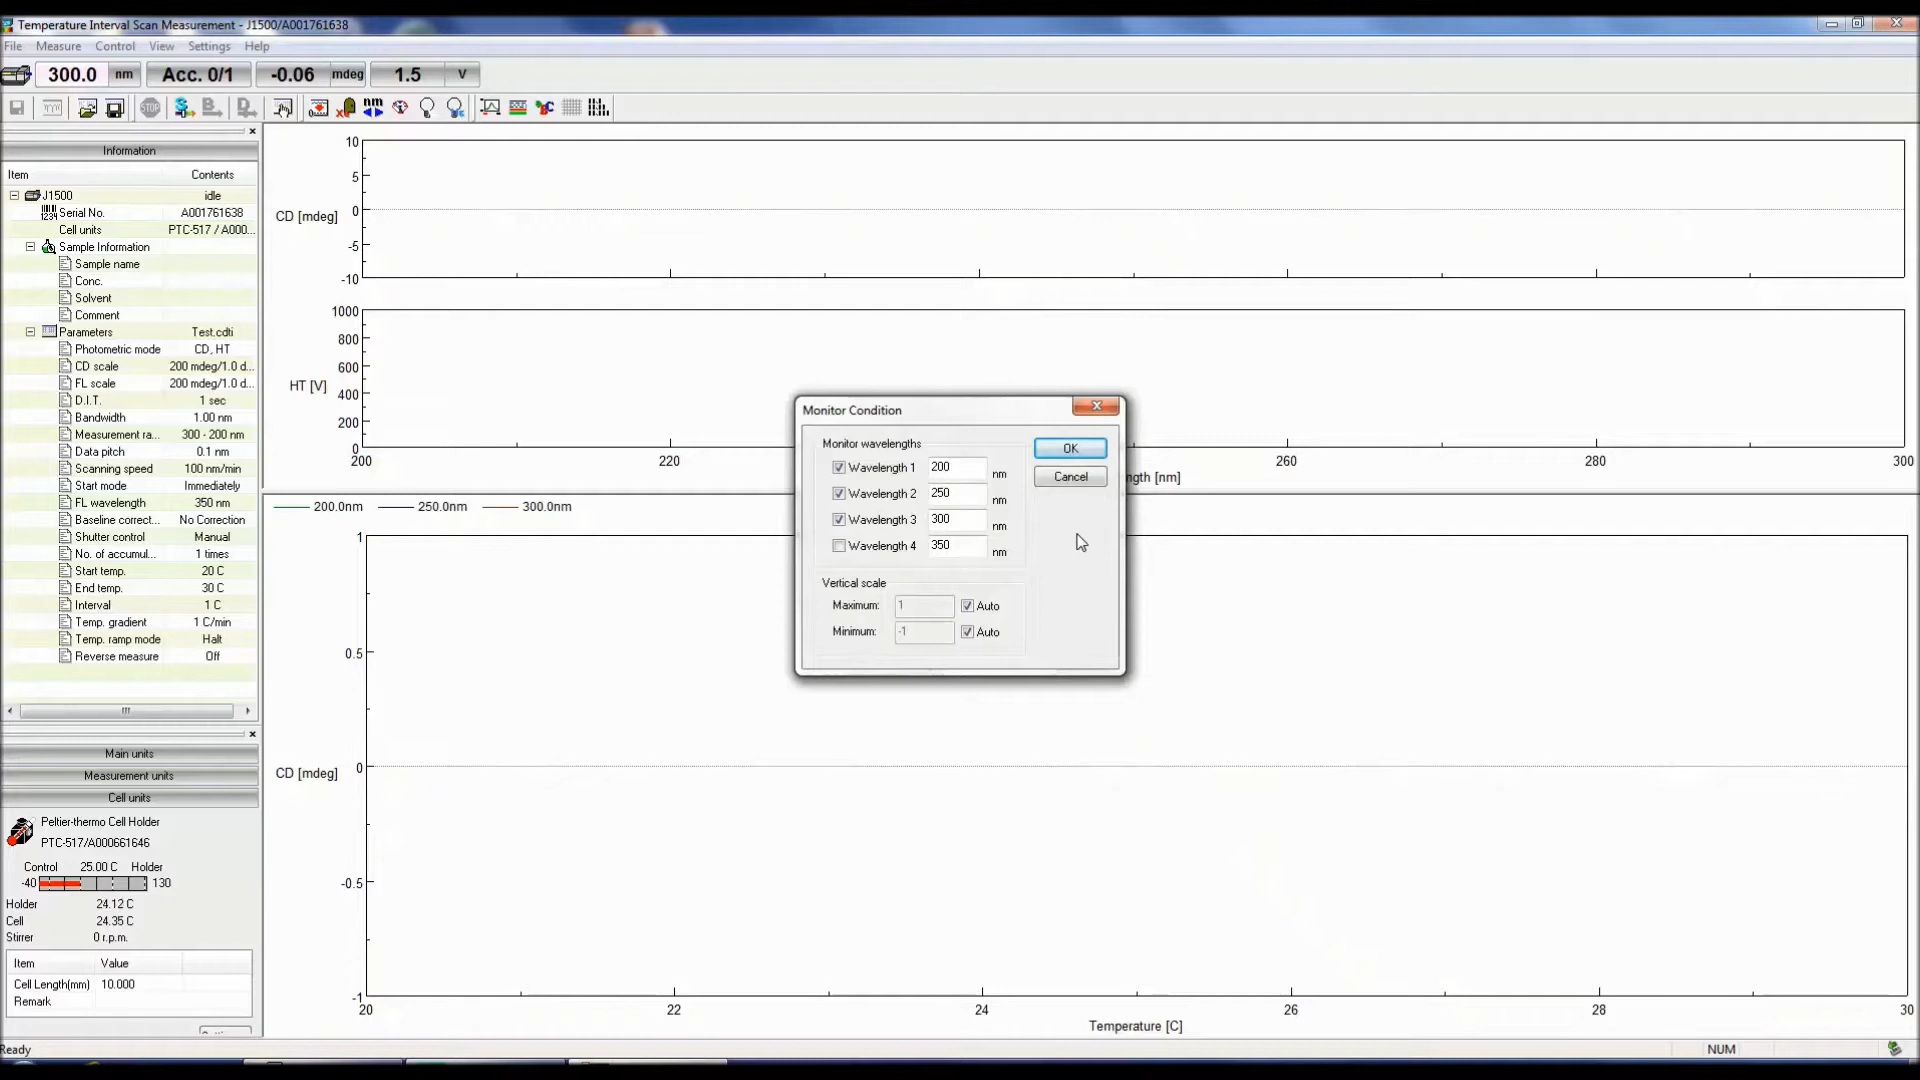 Temperature Interval Scan Measurement - J1500/A001761638
File Measure Control View Settings Help
300.0 nm Acc. 0/1 -0.06 mdeg 1.5 V
STOP nm
Information
Item Contents
J1500 idle
Serial No. A001761638
Cell units PTC-517 / A000...
Sample Information
Sample name
Conc.
Solvent
Comment
Parameters Test.cdti
Photometric mode CD, HT
CD scale 200 mdeg/1.0 d...
FL scale 200 mdeg/1.0 d...
D.I.T. 1 sec
Bandwidth 1.00 nm
Measurement ra... 300 - 200 nm
Data pitch 0.1 nm
Scanning speed 100 nm/min
Start mode Immediately
FL wavelength 350 nm
Baseline correct... No Correction
Shutter control Manual
No. of accumul... 1 times
Start temp. 20 C
End temp. 30 C
Interval 1 C
Temp. gradient 1 C/min
Temp. ramp mode Halt
Reverse measure Off
Main units
Measurement units
Cell units
Peltier-thermo Cell Holder
PTC-517/A000661646
Control 25.00 C Holder
-40 130
Holder 24.12 C
Cell 24.35 C
Stirrer 0 r.p.m.
Item Value
Cell Length(mm) 10.000
Remark
Ready
10
5
CD [mdeg] 0
-5
-10
1000
800
600
HT [V]
400
200
0
200 220 260 280 300
ngth [nm]
200.0nm 250.0nm 300.0nm
1
0.5
CD [mdeg] 0
-0.5
-1
20 22 24 26 28 30
Temperature [C]
Monitor Condition
Monitor wavelengths
Wavelength 1 200 nm
Wavelength 2 250 nm
Wavelength 3 300 nm
Wavelength 4 350 nm
Vertical scale
Maximum: 1 Auto
Minimum: -1 Auto
OK
Cancel
NUM